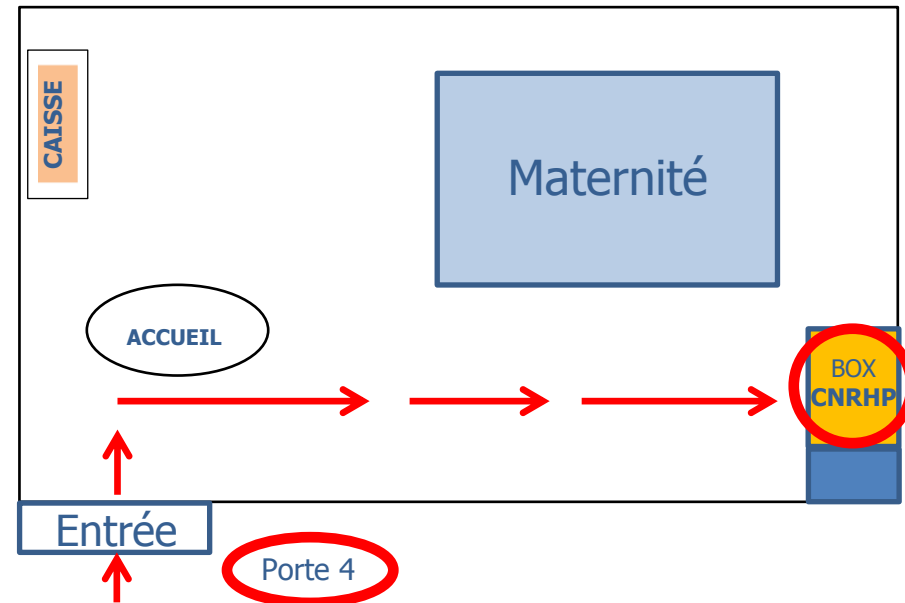 CAISSE
Maternité
ACCUEIL
BOX
CNRHP
Entrée
Porte 4